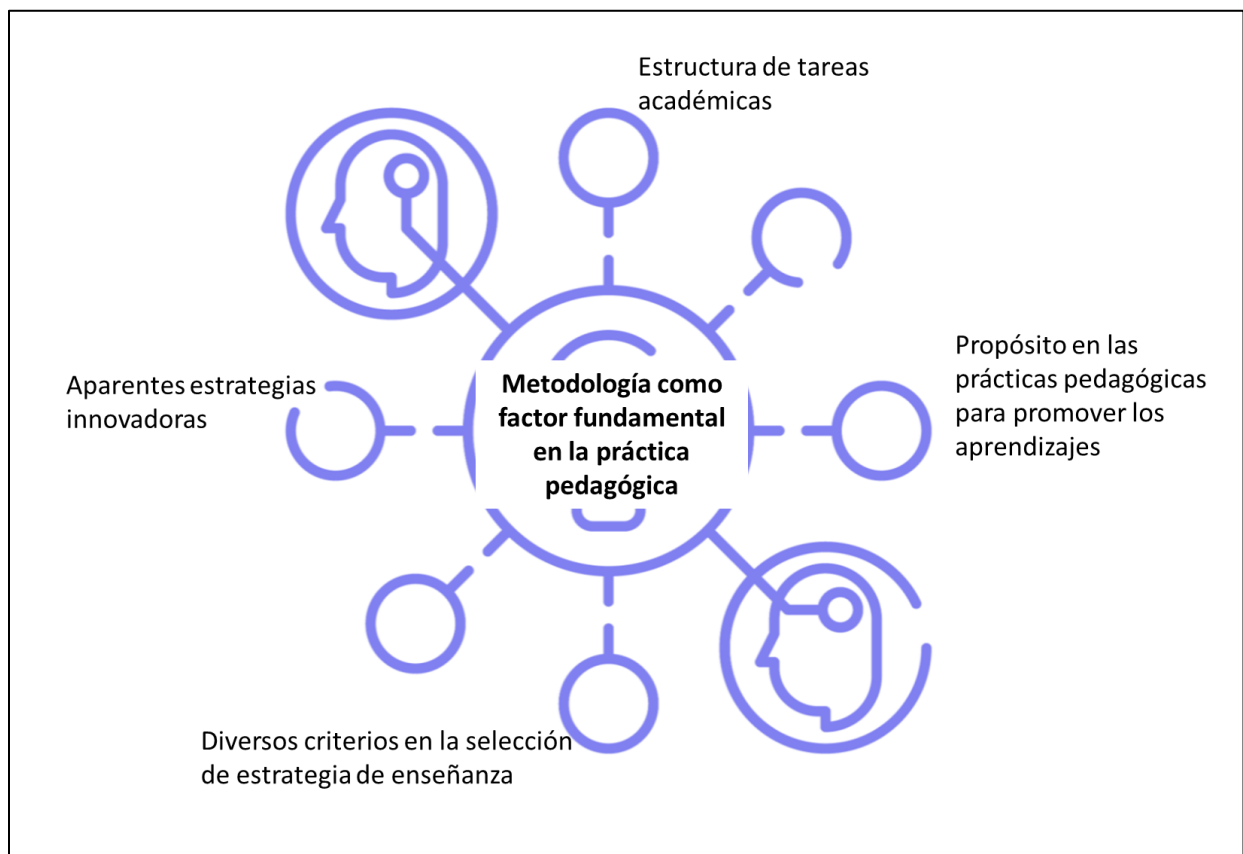 Estructura de tareas
académicas
Propósito en las
prácticas pedagógicas
para promover los
aprendizajes
Aparentes estrategias
innovadoras
Metodología como
factor fundamental
en la práctica
pedagógica
Diversos criterios en la selección
de estrategia de enseñanza